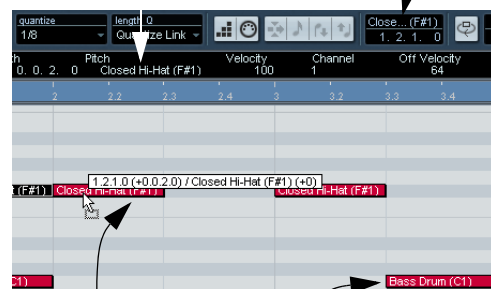 quantize length Q Close... (F#1)
1/8 Quantize Link 1. 2. 1. 0
Pitch Velocity Channel Off Velocity
0. 0. 2. 0 Closed Hi-Hat (F#1) 100 1 64
2 2.2 2.3 2.4 3 3.2 3.3 3.4
1.2.1.0 (+0.0.2.0) / Closed Hi-Hat (F#1) (+0)
(F#1) Closed Hi-Hat (F#1) Closed Hi-Hat (F#1)
C1) Bass Drum (C1)